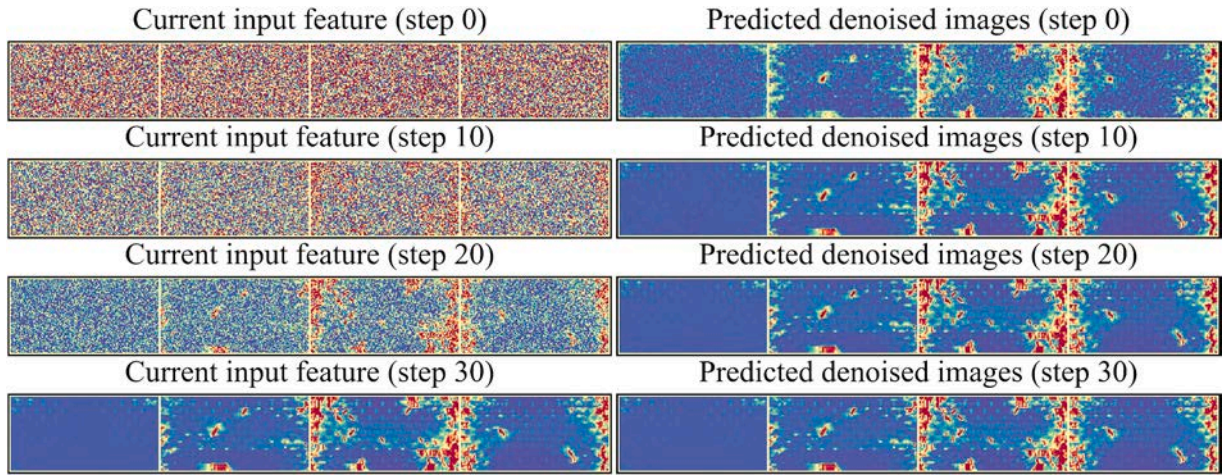 Current input feature (step 0)
Predicted denoised images (step 0)
Current input feature (step 10)
Predicted denoised images (step 10)
Current input feature (step 20)
Predicted denoised images (step 20)
Current input feature (step 30)
Predicted denoised images (step 30)